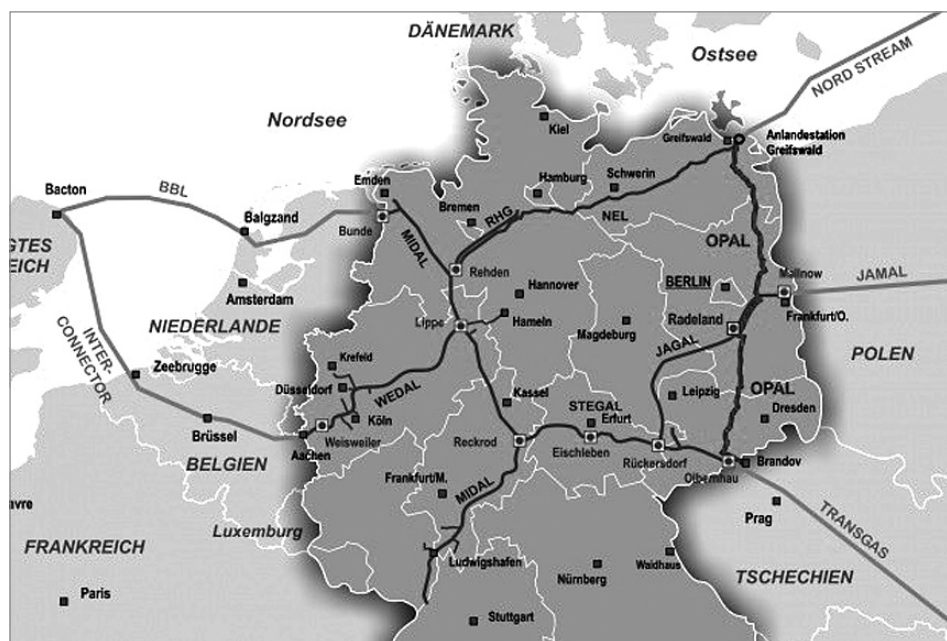 DÄNEMARK
Ostsee
NORD STREAM
Nordsee
Kiel
Greifswald
Anlandestation
Greifswald
Emden
Hamburg
Schwerin
Bacton
BBL
Balgzand
Bremen
RHG
NEL
Bunde
MIDAL
OPAL
GTES
EICH
Rehden
BERLIN
Mallnow
JAMAL
Amsterdam
Hannover
Frankfurt/O.
NIEDERLANDE
Lippe
Hameln
Magdeburg
Radeland
INTER-
CONNECTOR
JAGAL
POLEN
Krefeld
Zeebrugge
Düsseldorf
WEDAL
Kassel
Leipzig
OPAL
STEGAL
Brüssel
Köln
Erfurt
Dresden
Aachen
Weisweiler
Reckrod
Eischleben
Rückersdorf
BELGIEN
Olbernhau
Brandov
Frankfurt/M.
MIDAL
vre
Prag
TRANSGAS
Luxemburg
FRANKREICH
Ludwigshafen
Waidhaus
Nürnberg
TSCHECHIEN
Paris
Stuttgart